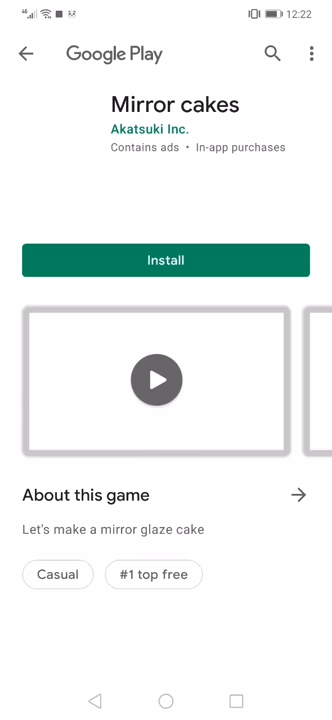 12:22
Google Play
Mirror cakes
Akatsuki Inc.
Contains ads • In-app purchases
Install
About this game
Let's make a mirror glaze cake
Casual
#1 top free